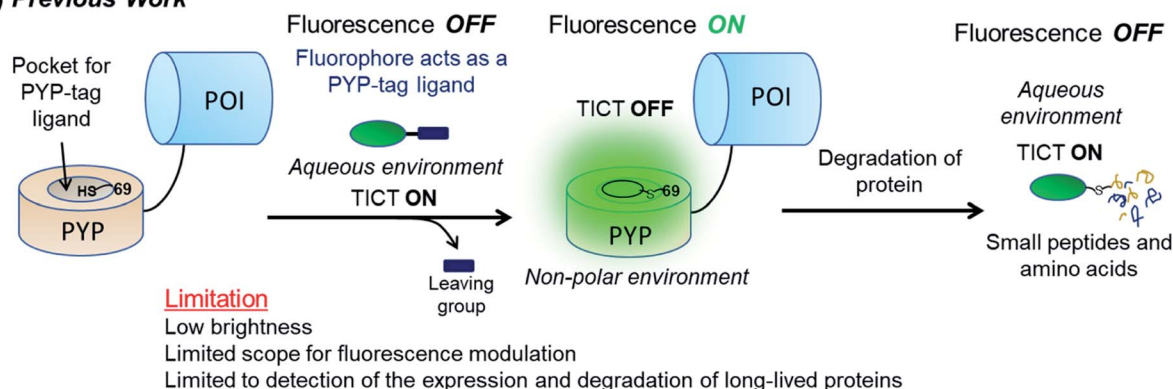 ) Previous Work
Pocket for
PYP-tag
ligand
POI
HS 69
PYP
Fluorescence OFF
Fluorophore acts as a
PYP-tag ligand
Aqueous environment
TICT ON
Leaving
group
Fluorescence ON
TICT OFF
POI
S 69
PYP
Non-polar environment
Degradation of
protein
Fluorescence OFF
Aqueous
environment
TICT ON
S
Small peptides and
amino acids
Limitation
Low brightness
Limited scope for fluorescence modulation
Limited to detection of the expression and degradation of long-lived proteins